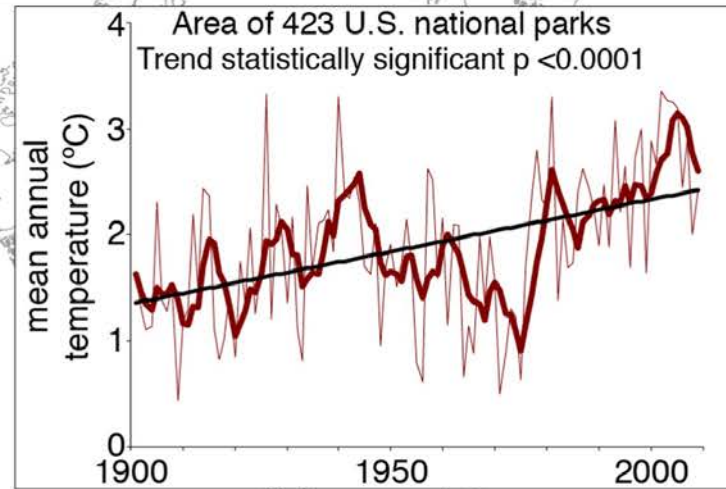 Area of 423 U.S. national parks
Trend statistically significant p <0.0001
mean annual
temperature (ºC)
4
3
2
1
0
1900
1950
2000